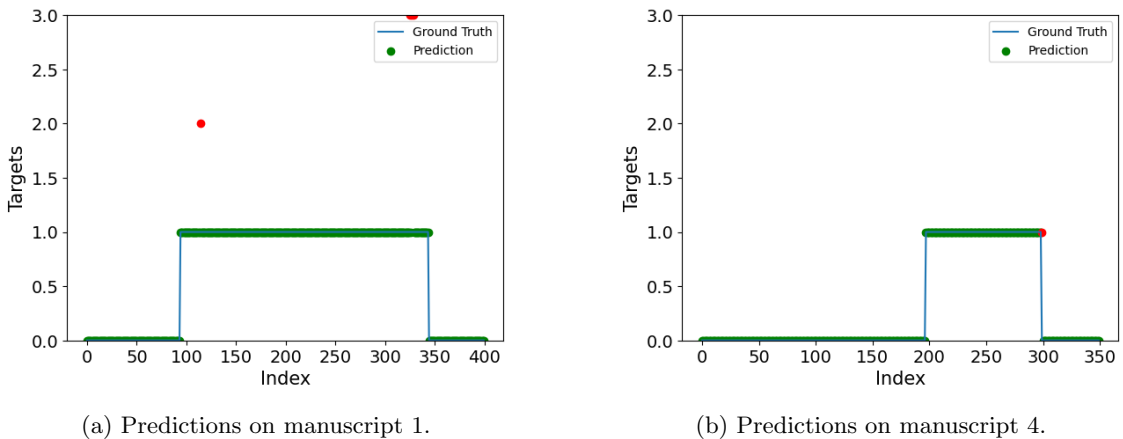 3.0
2.5
2.0
1.5
1.0
0.5
0.0
Targets
0 50 100 150 200 250 300 350 400
Index
Ground Truth
Prediction
(a) Predictions on manuscript 1.
3.0
2.5
2.0
1.5
1.0
0.5
0.0
Targets
0 50 100 150 200 250 300 350
Index
Ground Truth
Prediction
(b) Predictions on manuscript 4.